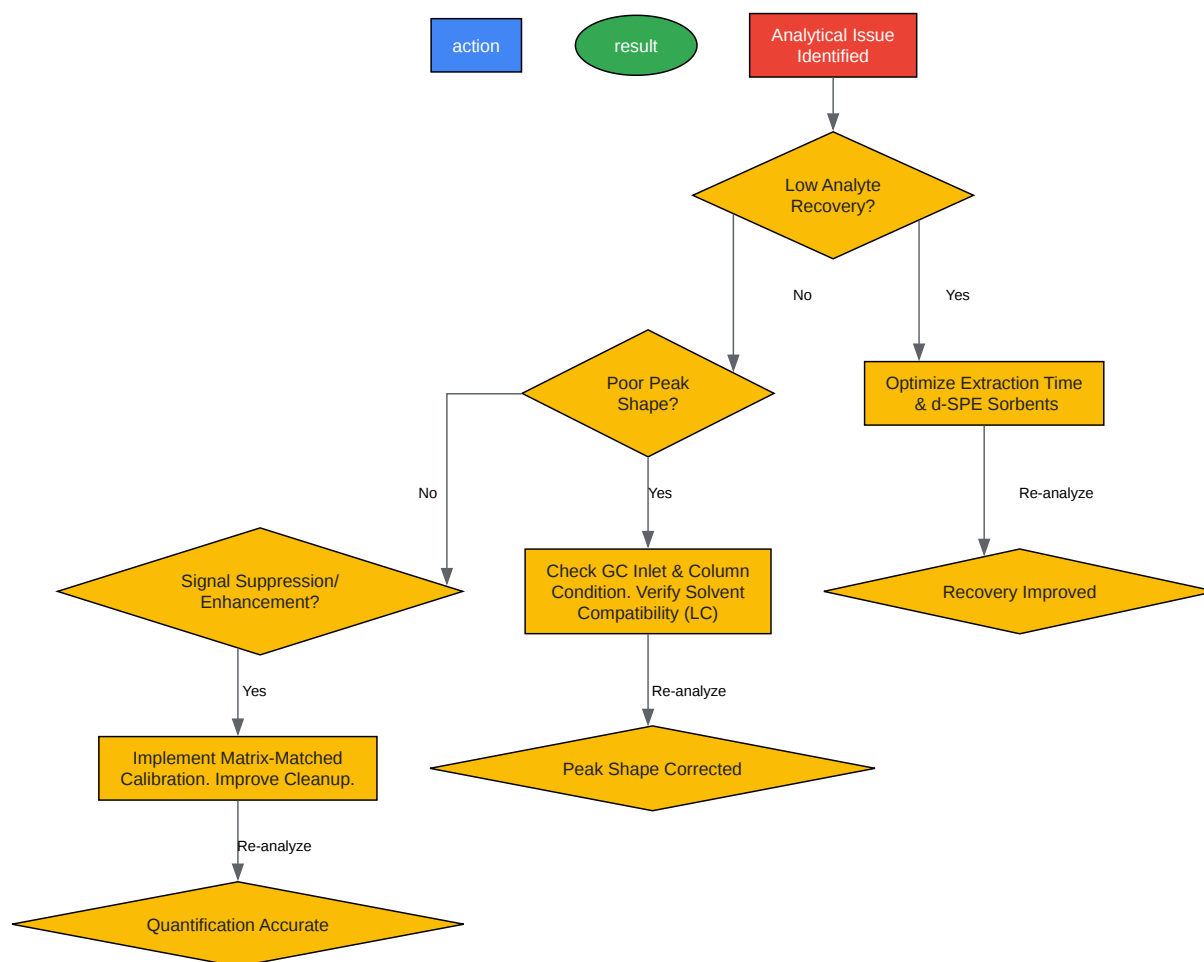 action
result
Analytical Issue
Identified
Low Analyte
Recovery?
No
Yes
Poor Peak
Shape?
Optimize Extraction Time
& d-SPE Sorbents
No
Yes
Re-analyze
Signal Suppression/
Enhancement?
Check GC Inlet & Column
Condition. Verify Solvent
Compatibility (LC)
Recovery Improved
Yes
Re-analyze
Implement Matrix-Matched
Calibration. Improve Cleanup.
Peak Shape Corrected
Re-analyze
Quantification Accurate